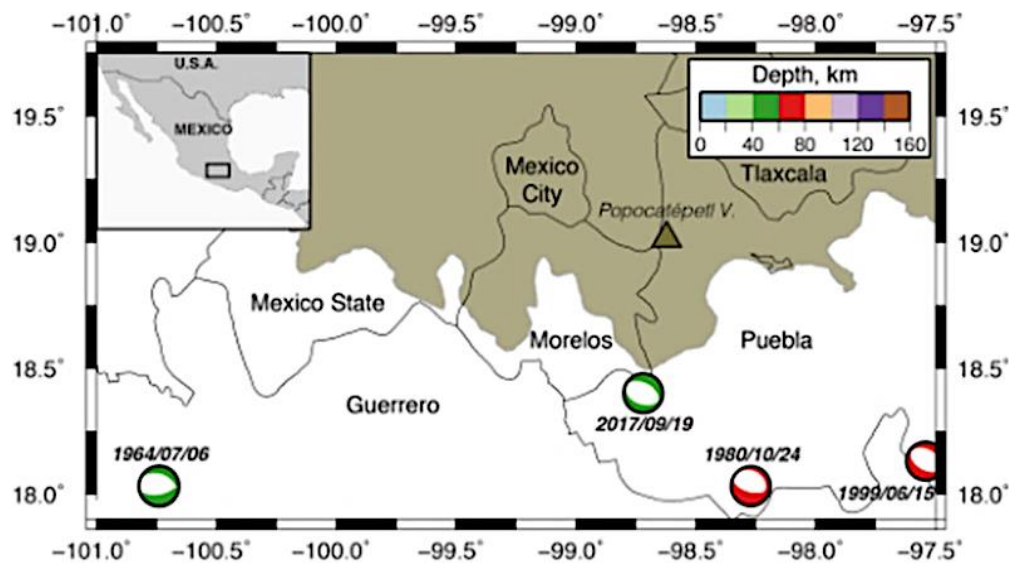 −101.0° −100.5° −100.0° −99.5° −99.0° −98.5° −98.0° −97.5°
U.S.A.
MEXICO
Depth, km
0 40 80 120 160
19.5° 19.5°
Mexico
City
Tlaxcala
Popocatépetl V.
19.0° 19.0°
Mexico State
Morelos
Puebla
18.5° 18.5°
Guerrero
2017/09/19
1964/07/06
1980/10/24
1999/06/15
18.0° 18.0°
−101.0° −100.5° −100.0° −99.5° −99.0° −98.5° −98.0° −97.5°